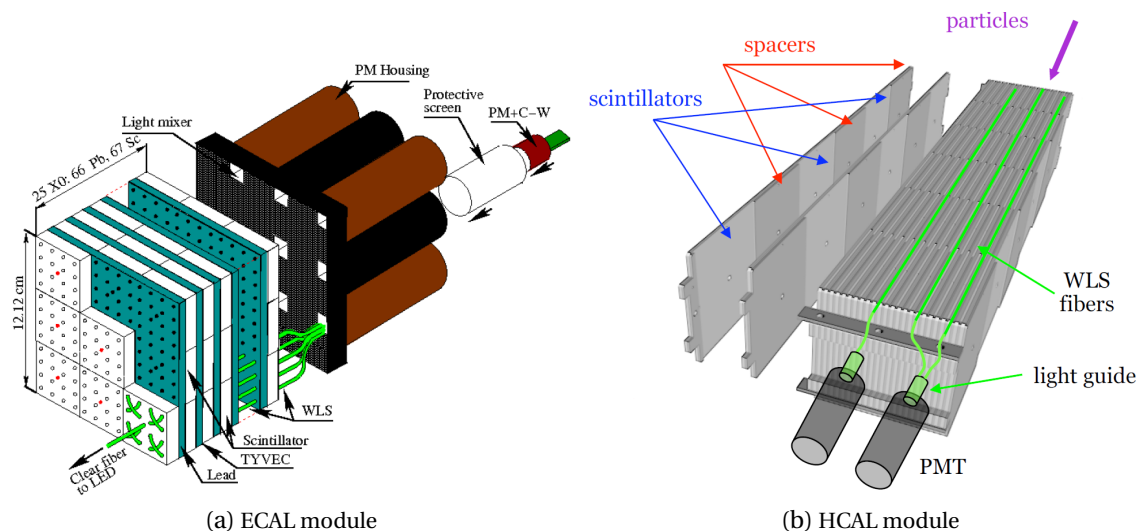 PM Housing
Protective
screen
PM+C-W
Light mixer
25 X0: 66 Pb, 67 Sc
12.12 cm
WLS
Scintillator
TYVEC
Lead
Clear fiber
to LED
(a) ECAL module
particles
spacers
scintillators
WLS
fibers
light guide
PMT
(b) HCAL module